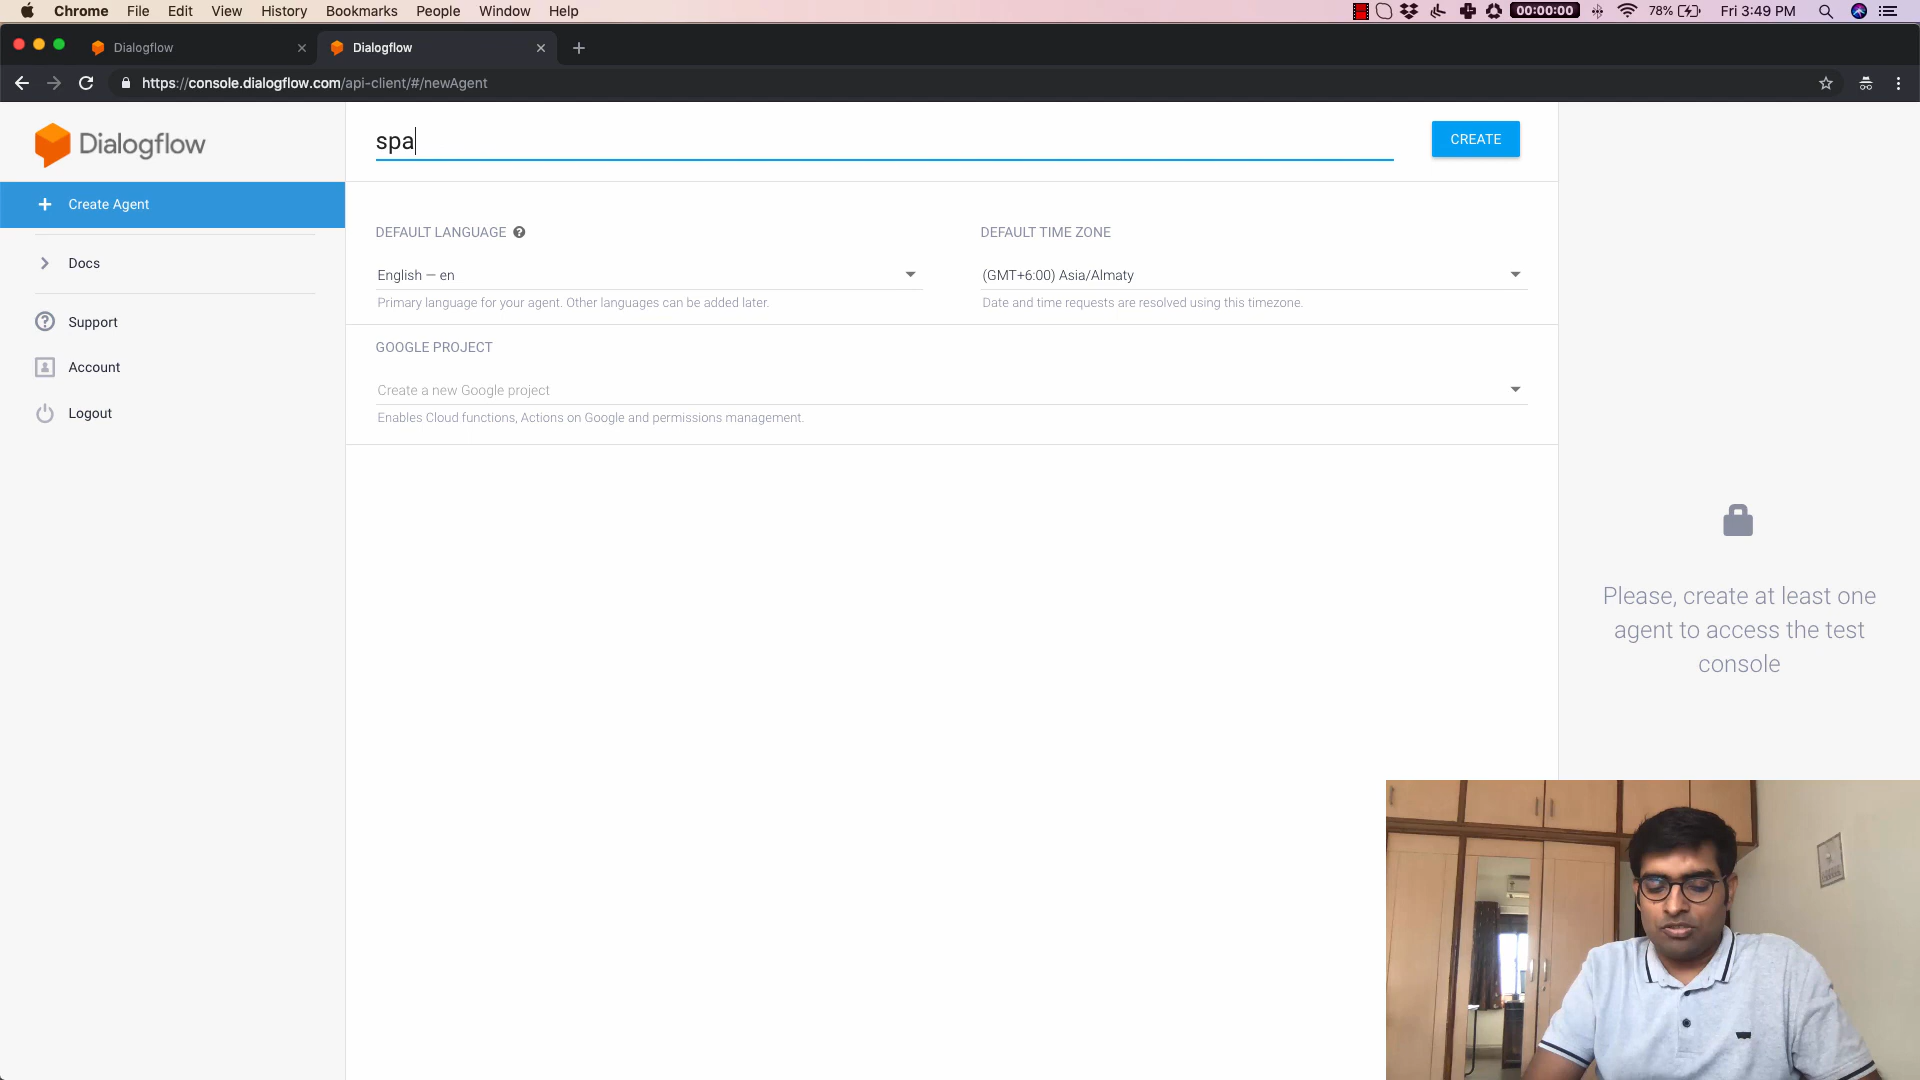 Chrome File Edit View History Bookmarks People Window Help 00:00:00 78% Fri 3:49 PM
Dialogflow Dialogflow
https://console.dialogflow.com/api-client/#/newAgent
Dialogflow
spa
CREATE
Create Agent
Docs
Support
Account
Logout
DEFAULT LANGUAGE
DEFAULT TIME ZONE
English — en
(GMT+6:00) Asia/Almaty
Primary language for your agent. Other languages can be added later.
Date and time requests are resolved using this timezone.
GOOGLE PROJECT
Create a new Google project
Enables Cloud functions, Actions on Google and permissions management.
Please, create at least one
agent to access the test
console